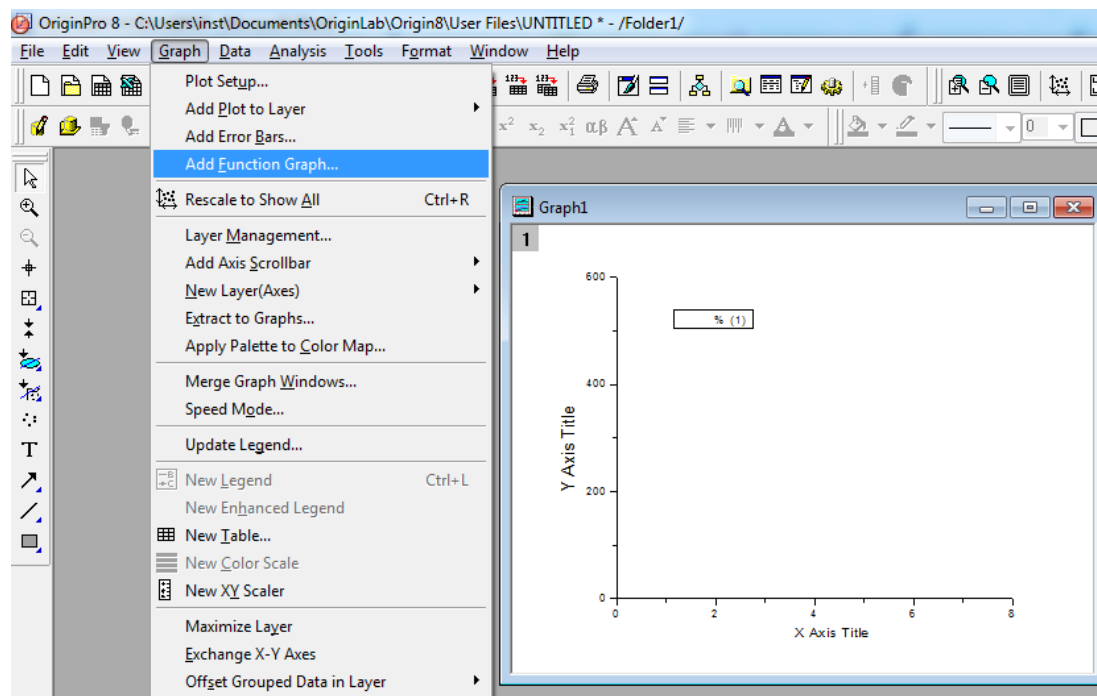 OriginPro 8 - C:\Users\inst\Documents\OriginLab\Origin8\User Files\UNTITLED * - /Folder1/
File Edit View Graph Data Analysis Tools Format Window Help
Plot Setup...
Add Plot to Layer
Add Error Bars...
Add Function Graph...
Rescale to Show All Ctrl+R
Layer Management...
Add Axis Scrollbar
New Layer(Axes)
Extract to Graphs...
Apply Palette to Color Map...
Merge Graph Windows...
Speed Mode...
Update Legend...
New Legend Ctrl+L
New Enhanced Legend
New Table...
New Color Scale
New XY Scaler
Maximize Layer
Exchange X-Y Axes
Offset Grouped Data in Layer
x² x₂ x₁² αβ A A A 0
T
Graph1
1
600
% (1)
400
Y Axis Title
200
0
0 2 4 6 8
X Axis Title